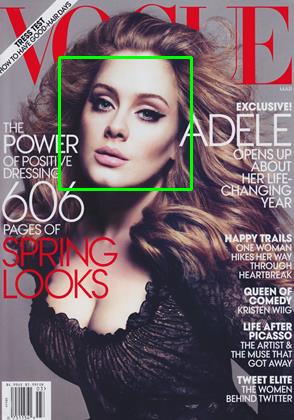 VOGUE
TRESS TEST
HOW TO HAVE GOOD-HAIR DAYS
MAR
THE
POWER
OF POSITIVE
DRESSING
606
PAGES OF
SPRING
LOOKS
EXCLUSIVE!
ADELE
OPENS UP
ABOUT
HER LIFE-
CHANGING
YEAR
HAPPY TRAILS
ONE WOMAN
HIKES HER WAY
THROUGH
HEARTBREAK
QUEEN OF
COMEDY
KRISTEN WIIG
LIFE AFTER
PICASSO
THE ARTIST &
THE MUSE THAT
GOT AWAY
TWEET ELITE
THE WOMEN
BEHIND TWITTER